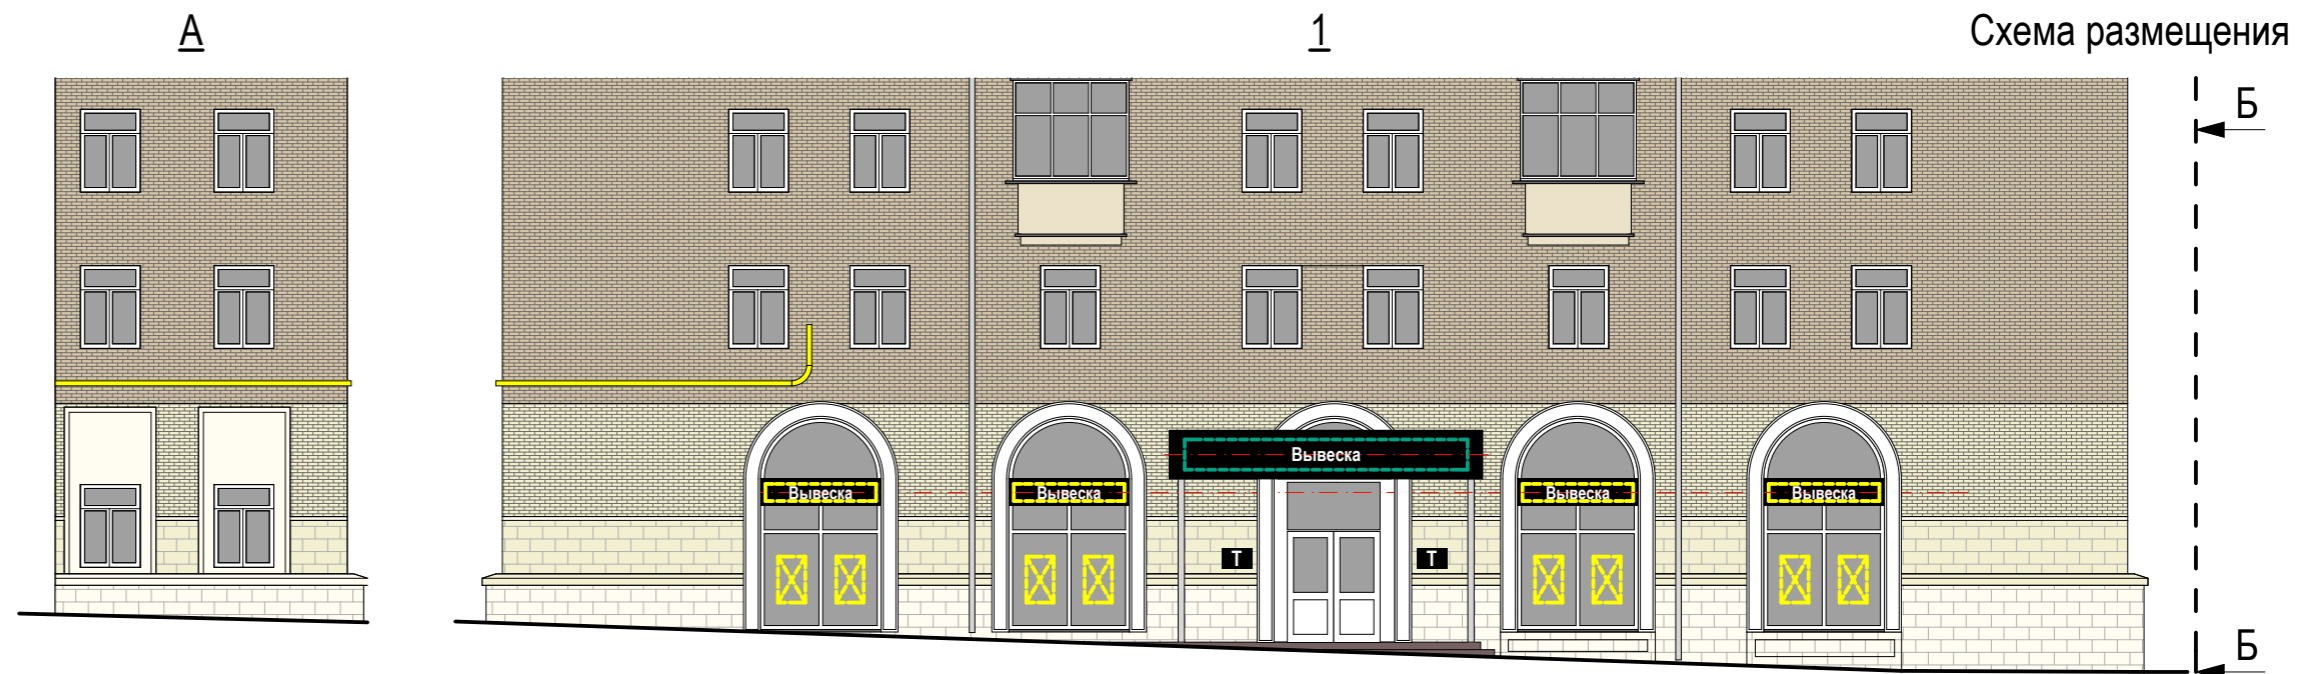 А
1
Схема размещения
Б
Вывеска
Вывеска
Вывеска
Вывеска
Вывеска
Т
Т
Б